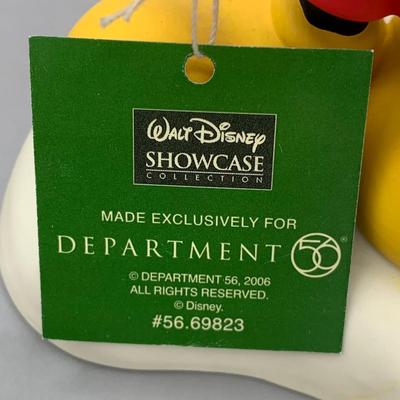 WALT DISNEY
SHOWCASE
COLLECTION
MADE EXCLUSIVELY FOR
DEPARTMENT 56®
© DEPARTMENT 56, 2006
ALL RIGHTS RESERVED.
© Disney.
#56.69823